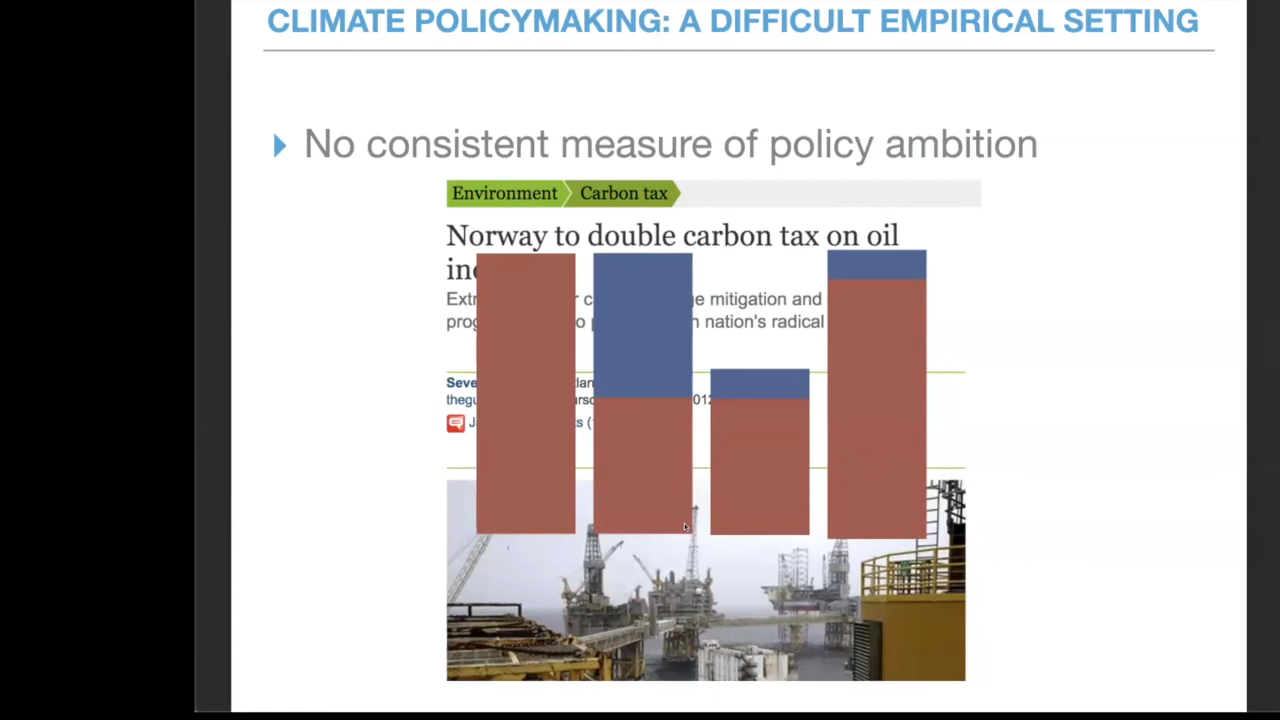 CLIMATE POLICYMAKING: A DIFFICULT EMPIRICAL SETTING
No consistent measure of policy ambition
Environment Carbon tax
Norway to double carbon tax on oil
mitigation and
nation's radical